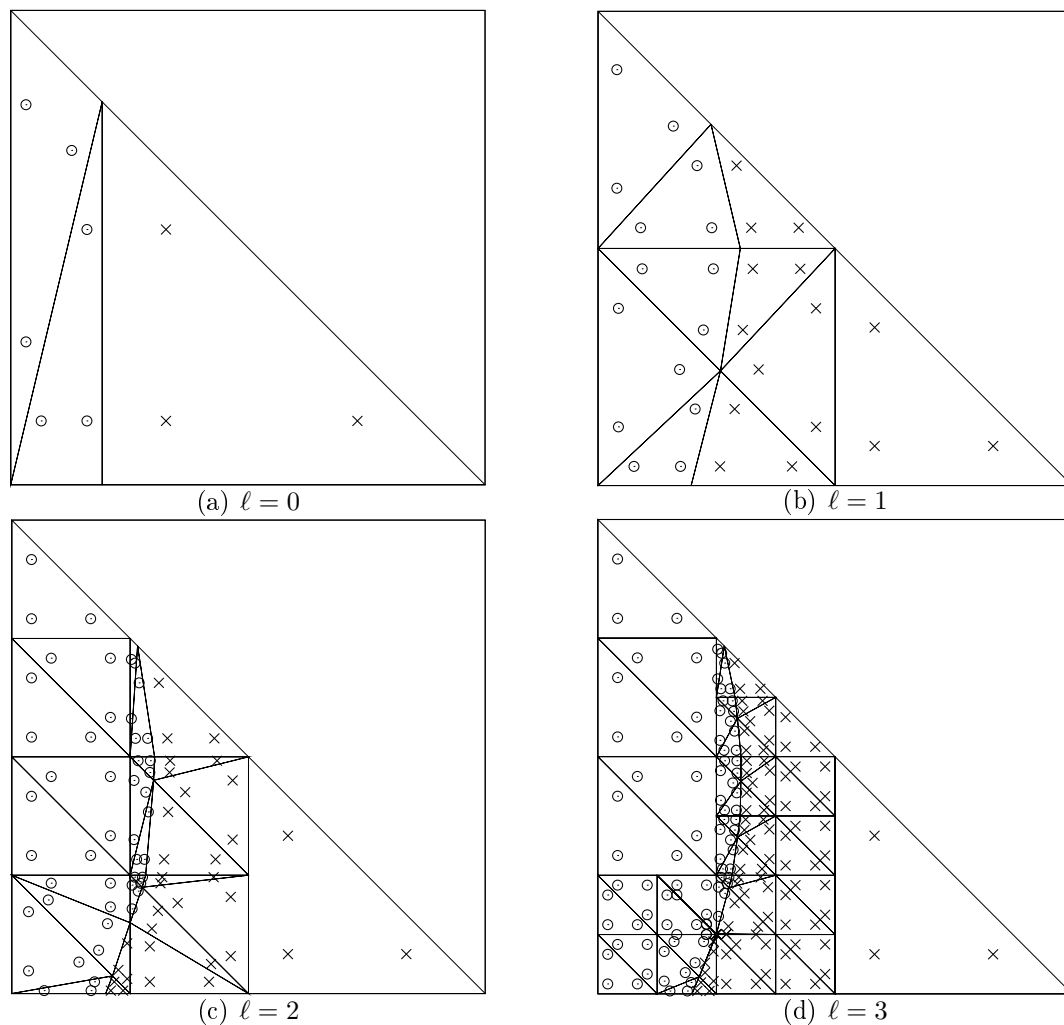 (a) ℓ = 0
(b) ℓ = 1
(c) ℓ = 2
(d) ℓ = 3